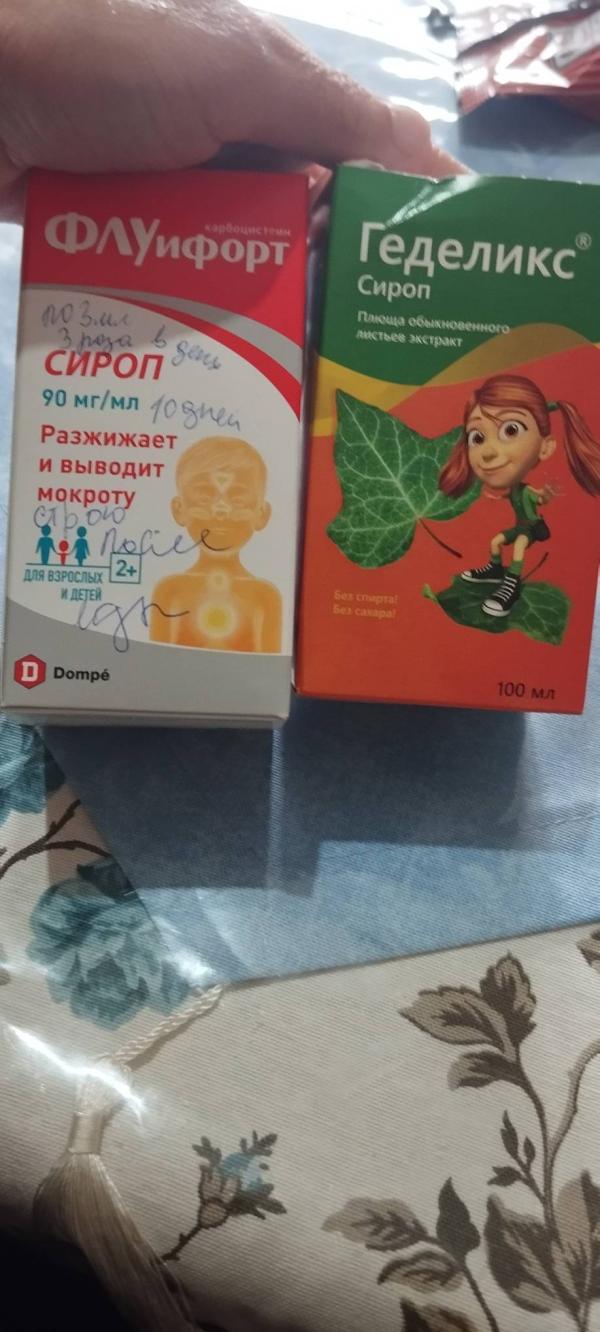 карбоцистеин
ФЛУифорт
по 3 мл
3 раза в день
СИРОП
90 мг/мл 10 дней
Разжижает
и выводит
мокроту
строго
после
2+
ДЛЯ ВЗРОСЛЫХ
И ДЕТЕЙ
еды
D Dompé
Геделикс®
Сироп
Плюща обыкновенного
листьев экстракт
Без спирта!
Без сахара!
100 мл